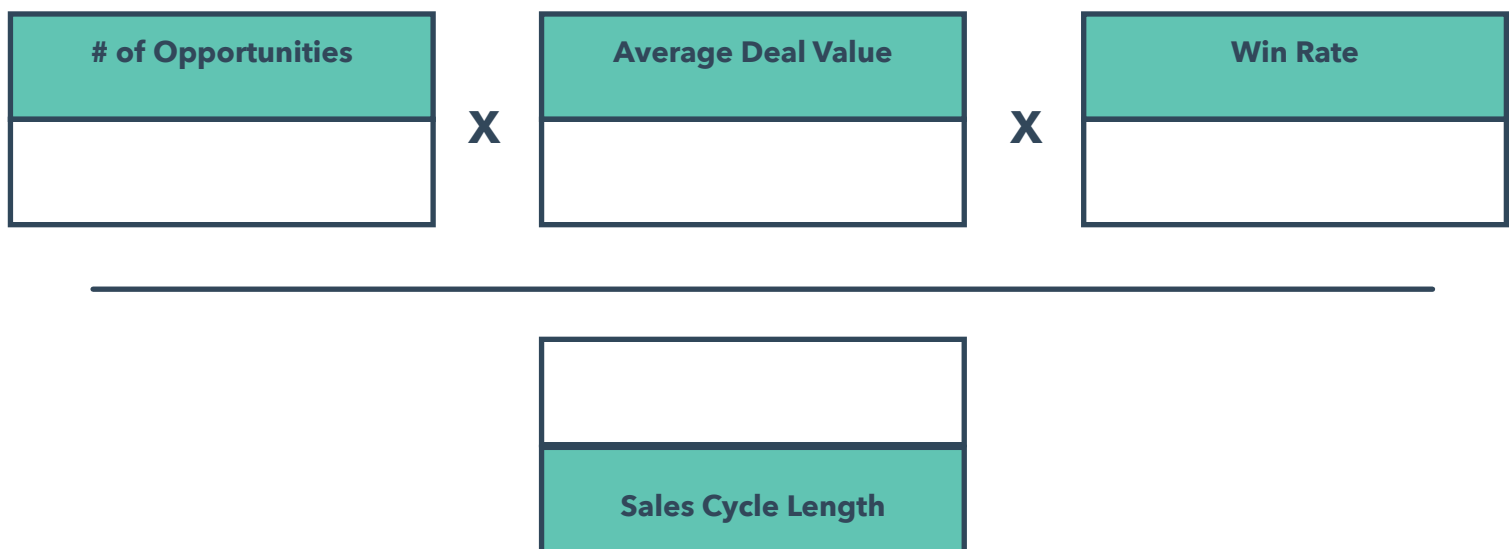 # of Opportunities
Average Deal Value
Win Rate
X
X
Sales Cycle Length